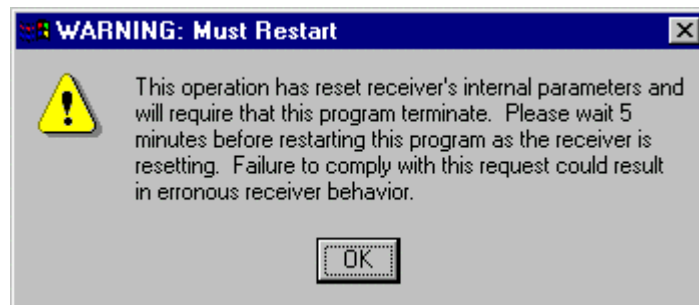 WARNING: Must Restart
This operation has reset receiver's internal parameters and
will require that this program terminate.  Please wait 5
minutes before restarting this program as the receiver is
resetting.  Failure to comply with this request could result
in erronous receiver behavior.
OK